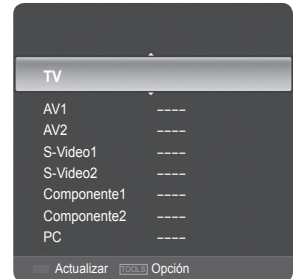 TV
AV1 ----
AV2 ----
S-Video1 ----
S-Video2 ----
Componente1 ----
Componente2 ----
PC ----
Actualizar TOOLS Opción